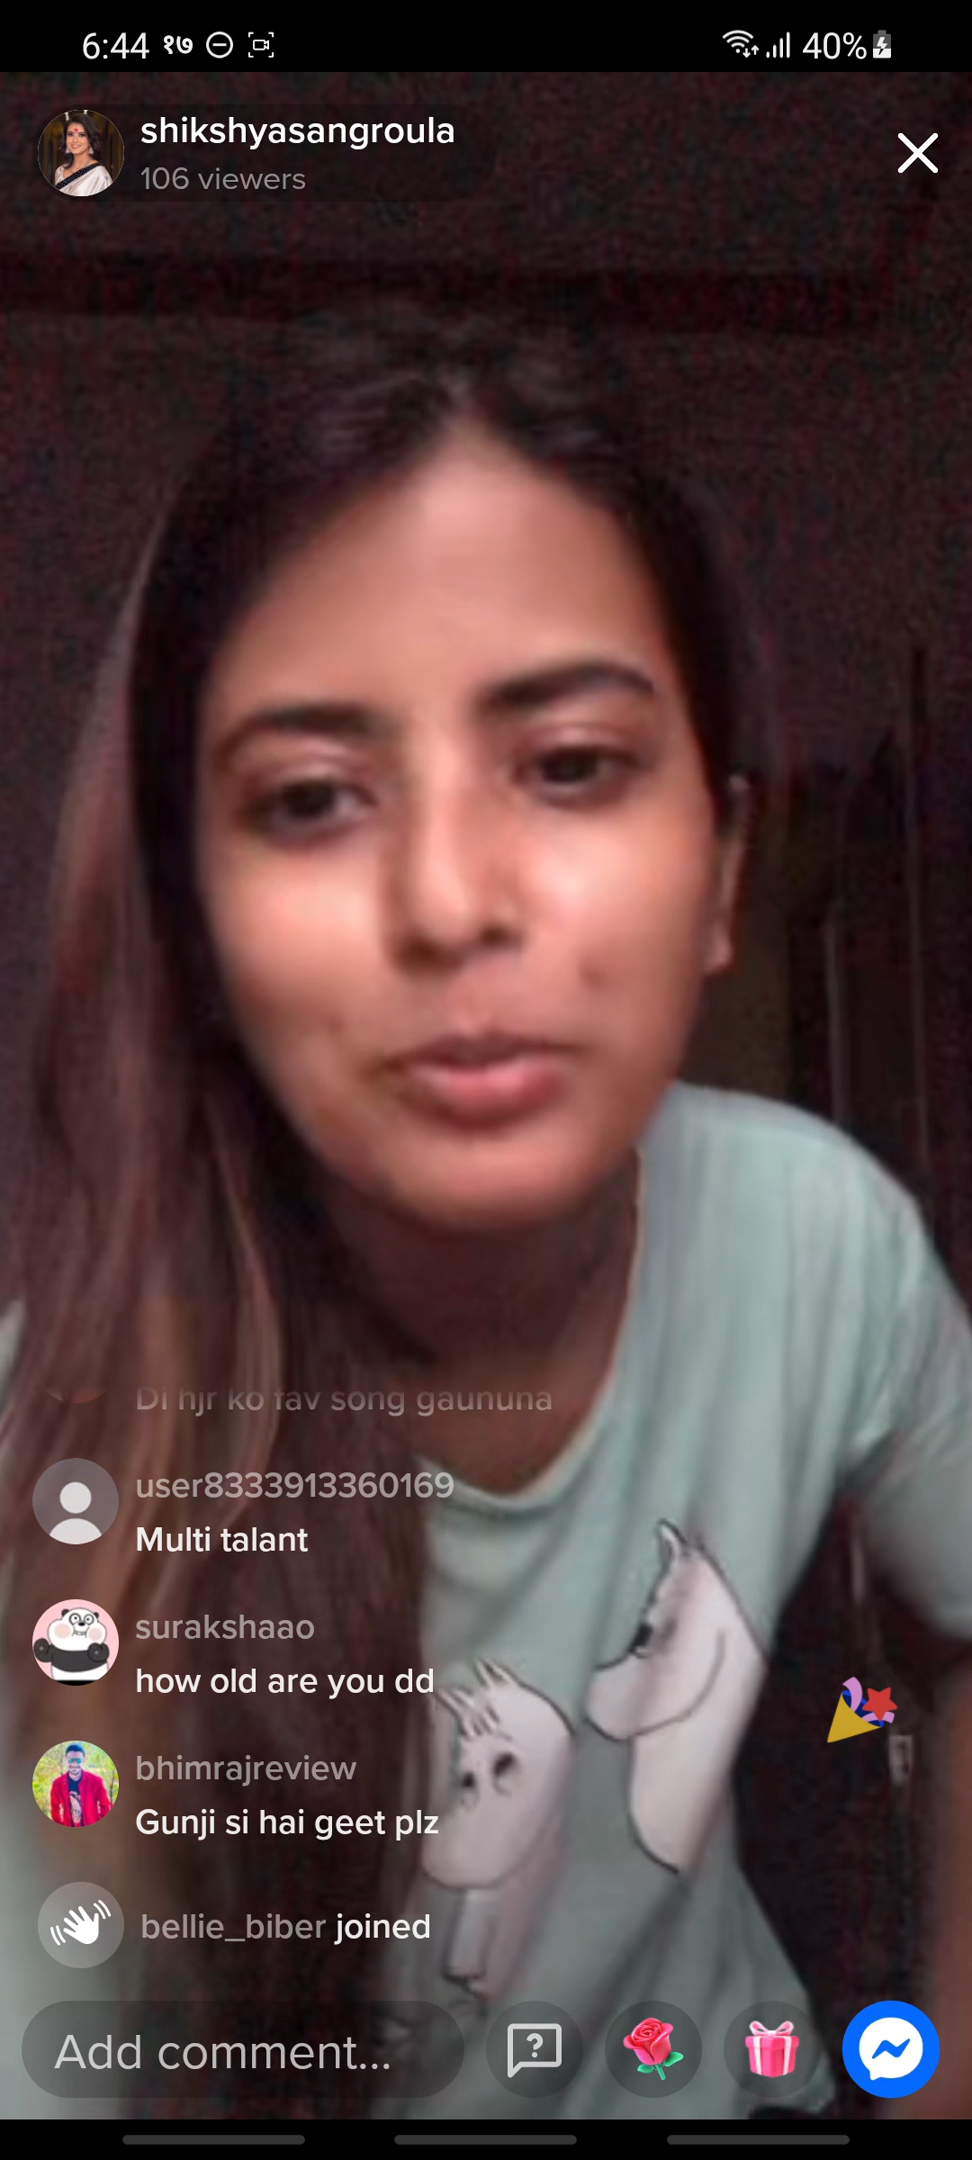 6:44 १७ 40%
shikshyasangroula
106 viewers
Di hjr ko fav song gaununa
user8333913360169
Multi talant
surakshaao
how old are you dd
bhimrajreview
Gunji si hai geet plz
bellie_biber joined
Add comment...